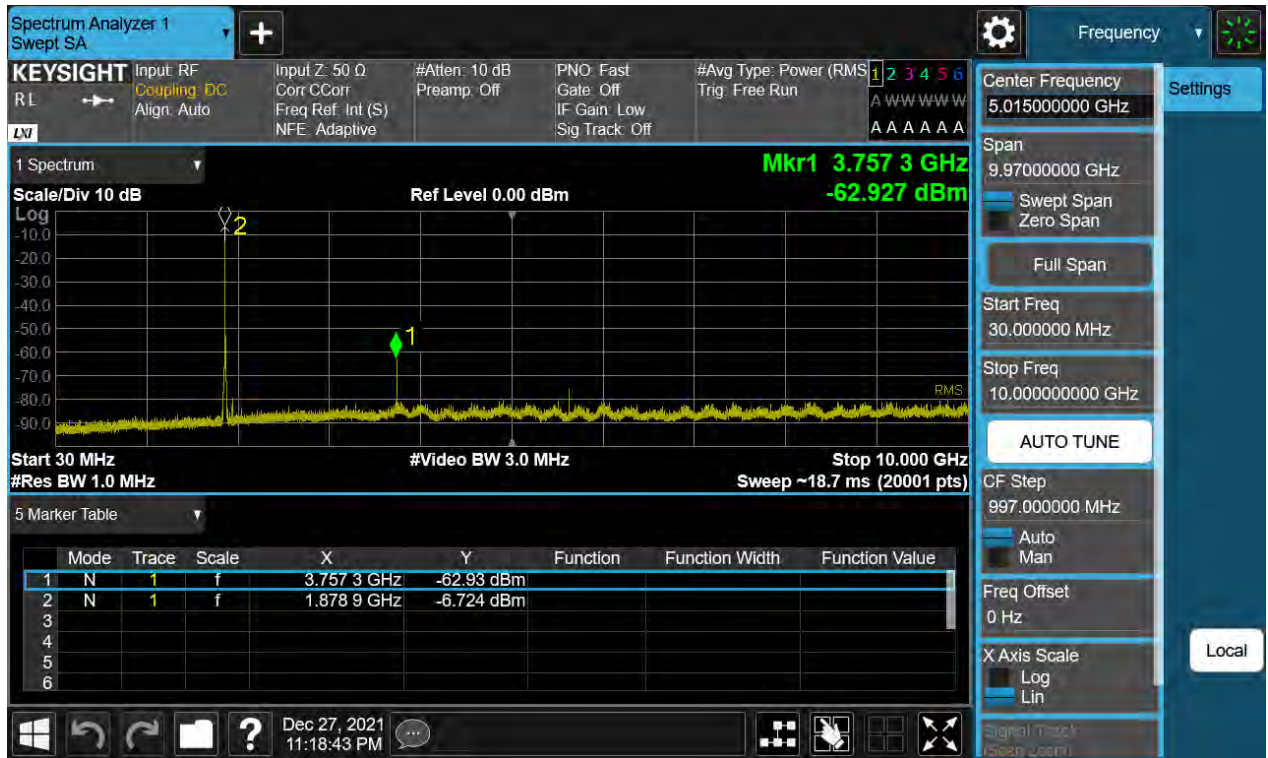 Spectrum Analyzer 1
Swept SA
+
Frequency
KEYSIGHT
RL
LXI
Input: RF
Coupling: DC
Align: Auto
Input Z: 50 Ω
Corr CCorr
Freq Ref: Int (S)
NFE: Adaptive
#Atten: 10 dB
Preamp: Off
PNO: Fast
Gate: Off
IF Gain: Low
Sig Track: Off
#Avg Type: Power (RMS
Trig: Free Run
1 2 3 4 5 6
A W W W W W
A A A A A A
1 Spectrum
Scale/Div 10 dB
Ref Level 0.00 dBm
Mkr1 3.757 3 GHz
-62.927 dBm
Log
-10.0
-20.0
-30.0
-40.0
-50.0
-60.0
-70.0
-80.0
-90.0
2
1
RMS
Start 30 MHz
#Video BW 3.0 MHz
Stop 10.000 GHz
#Res BW 1.0 MHz
Sweep ~18.7 ms (20001 pts)
5 Marker Table
Mode Trace Scale X Y Function Function Width Function Value
1 N 1 f 3.757 3 GHz -62.93 dBm
2 N 1 f 1.878 9 GHz -6.724 dBm
3
4
5
6
?
Dec 27, 2021
11:18:43 PM
Center Frequency
5.015000000 GHz
Span
9.97000000 GHz
Swept Span
Zero Span
Full Span
Start Freq
30.000000 MHz
Stop Freq
10.000000000 GHz
AUTO TUNE
CF Step
997.000000 MHz
Auto
Man
Freq Offset
0 Hz
X Axis Scale
Log
Lin
Signal Track
(Span Zoom)
Settings
Local